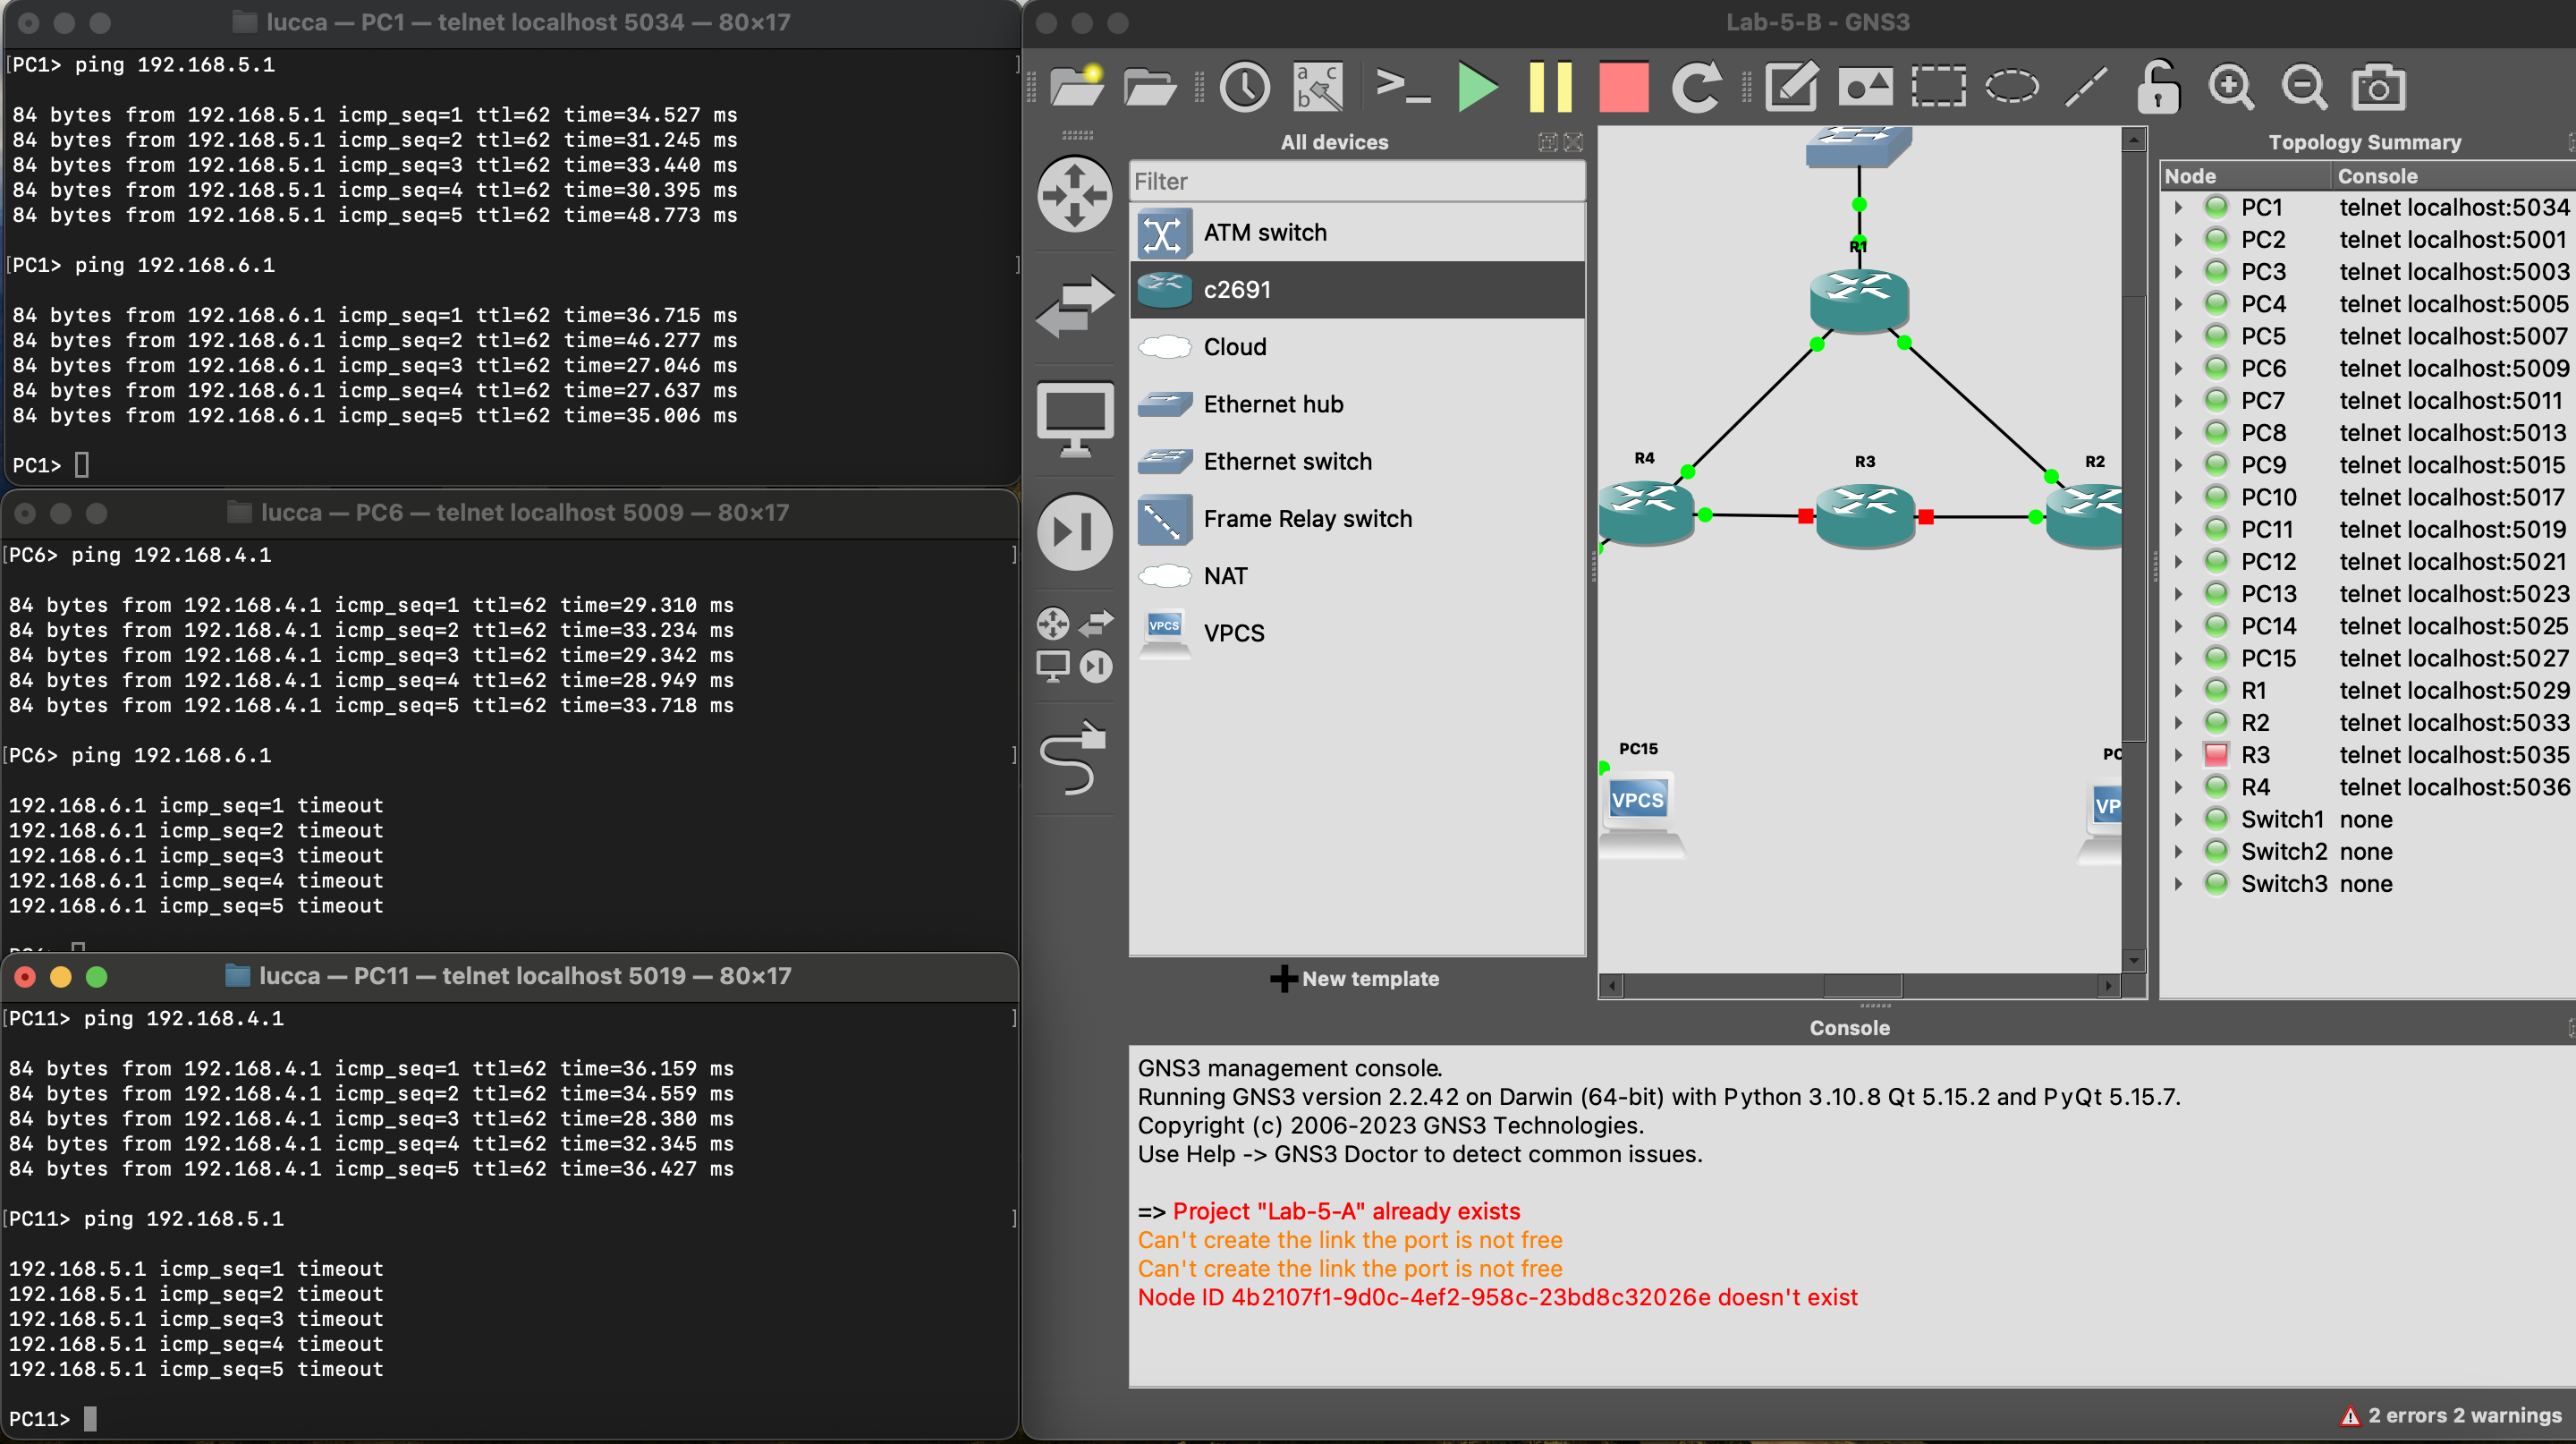 lucca — PC1 — telnet localhost 5034 — 80×17
[PC1> ping 192.168.5.1 ]
84 bytes from 192.168.5.1 icmp_seq=1 ttl=62 time=34.527 ms
84 bytes from 192.168.5.1 icmp_seq=2 ttl=62 time=31.245 ms
84 bytes from 192.168.5.1 icmp_seq=3 ttl=62 time=33.440 ms
84 bytes from 192.168.5.1 icmp_seq=4 ttl=62 time=30.395 ms
84 bytes from 192.168.5.1 icmp_seq=5 ttl=62 time=48.773 ms
[PC1> ping 192.168.6.1 ]
84 bytes from 192.168.6.1 icmp_seq=1 ttl=62 time=36.715 ms
84 bytes from 192.168.6.1 icmp_seq=2 ttl=62 time=46.277 ms
84 bytes from 192.168.6.1 icmp_seq=3 ttl=62 time=27.046 ms
84 bytes from 192.168.6.1 icmp_seq=4 ttl=62 time=27.637 ms
84 bytes from 192.168.6.1 icmp_seq=5 ttl=62 time=35.006 ms
PC1>
lucca — PC6 — telnet localhost 5009 — 80×17
[PC6> ping 192.168.4.1 ]
84 bytes from 192.168.4.1 icmp_seq=1 ttl=62 time=29.310 ms
84 bytes from 192.168.4.1 icmp_seq=2 ttl=62 time=33.234 ms
84 bytes from 192.168.4.1 icmp_seq=3 ttl=62 time=29.342 ms
84 bytes from 192.168.4.1 icmp_seq=4 ttl=62 time=28.949 ms
84 bytes from 192.168.4.1 icmp_seq=5 ttl=62 time=33.718 ms
[PC6> ping 192.168.6.1 ]
192.168.6.1 icmp_seq=1 timeout
192.168.6.1 icmp_seq=2 timeout
192.168.6.1 icmp_seq=3 timeout
192.168.6.1 icmp_seq=4 timeout
192.168.6.1 icmp_seq=5 timeout
lucca — PC11 — telnet localhost 5019 — 80×17
[PC11> ping 192.168.4.1 ]
84 bytes from 192.168.4.1 icmp_seq=1 ttl=62 time=36.159 ms
84 bytes from 192.168.4.1 icmp_seq=2 ttl=62 time=34.559 ms
84 bytes from 192.168.4.1 icmp_seq=3 ttl=62 time=28.380 ms
84 bytes from 192.168.4.1 icmp_seq=4 ttl=62 time=32.345 ms
84 bytes from 192.168.4.1 icmp_seq=5 ttl=62 time=36.427 ms
[PC11> ping 192.168.5.1 ]
192.168.5.1 icmp_seq=1 timeout
192.168.5.1 icmp_seq=2 timeout
192.168.5.1 icmp_seq=3 timeout
192.168.5.1 icmp_seq=4 timeout
192.168.5.1 icmp_seq=5 timeout
PC11>
Lab-5-B - GNS3
a c
b
All devices
Filter
ATM switch
c2691
Cloud
Ethernet hub
Ethernet switch
Frame Relay switch
NAT
VPCS VPCS
New template
R1
R4 R3 R2
PC15 PC
VPCS VP
Topology Summary
Node Console
PC1 telnet localhost:5034
PC2 telnet localhost:5001
PC3 telnet localhost:5003
PC4 telnet localhost:5005
PC5 telnet localhost:5007
PC6 telnet localhost:5009
PC7 telnet localhost:5011
PC8 telnet localhost:5013
PC9 telnet localhost:5015
PC10 telnet localhost:5017
PC11 telnet localhost:5019
PC12 telnet localhost:5021
PC13 telnet localhost:5023
PC14 telnet localhost:5025
PC15 telnet localhost:5027
R1 telnet localhost:5029
R2 telnet localhost:5033
R3 telnet localhost:5035
R4 telnet localhost:5036
Switch1 none
Switch2 none
Switch3 none
Console
GNS3 management console.
Running GNS3 version 2.2.42 on Darwin (64-bit) with Python 3.10.8 Qt 5.15.2 and PyQt 5.15.7.
Copyright (c) 2006-2023 GNS3 Technologies.
Use Help -> GNS3 Doctor to detect common issues.
=> Project "Lab-5-A" already exists
Can't create the link the port is not free
Can't create the link the port is not free
Node ID 4b2107f1-9d0c-4ef2-958c-23bd8c32026e doesn't exist
2 errors 2 warnings